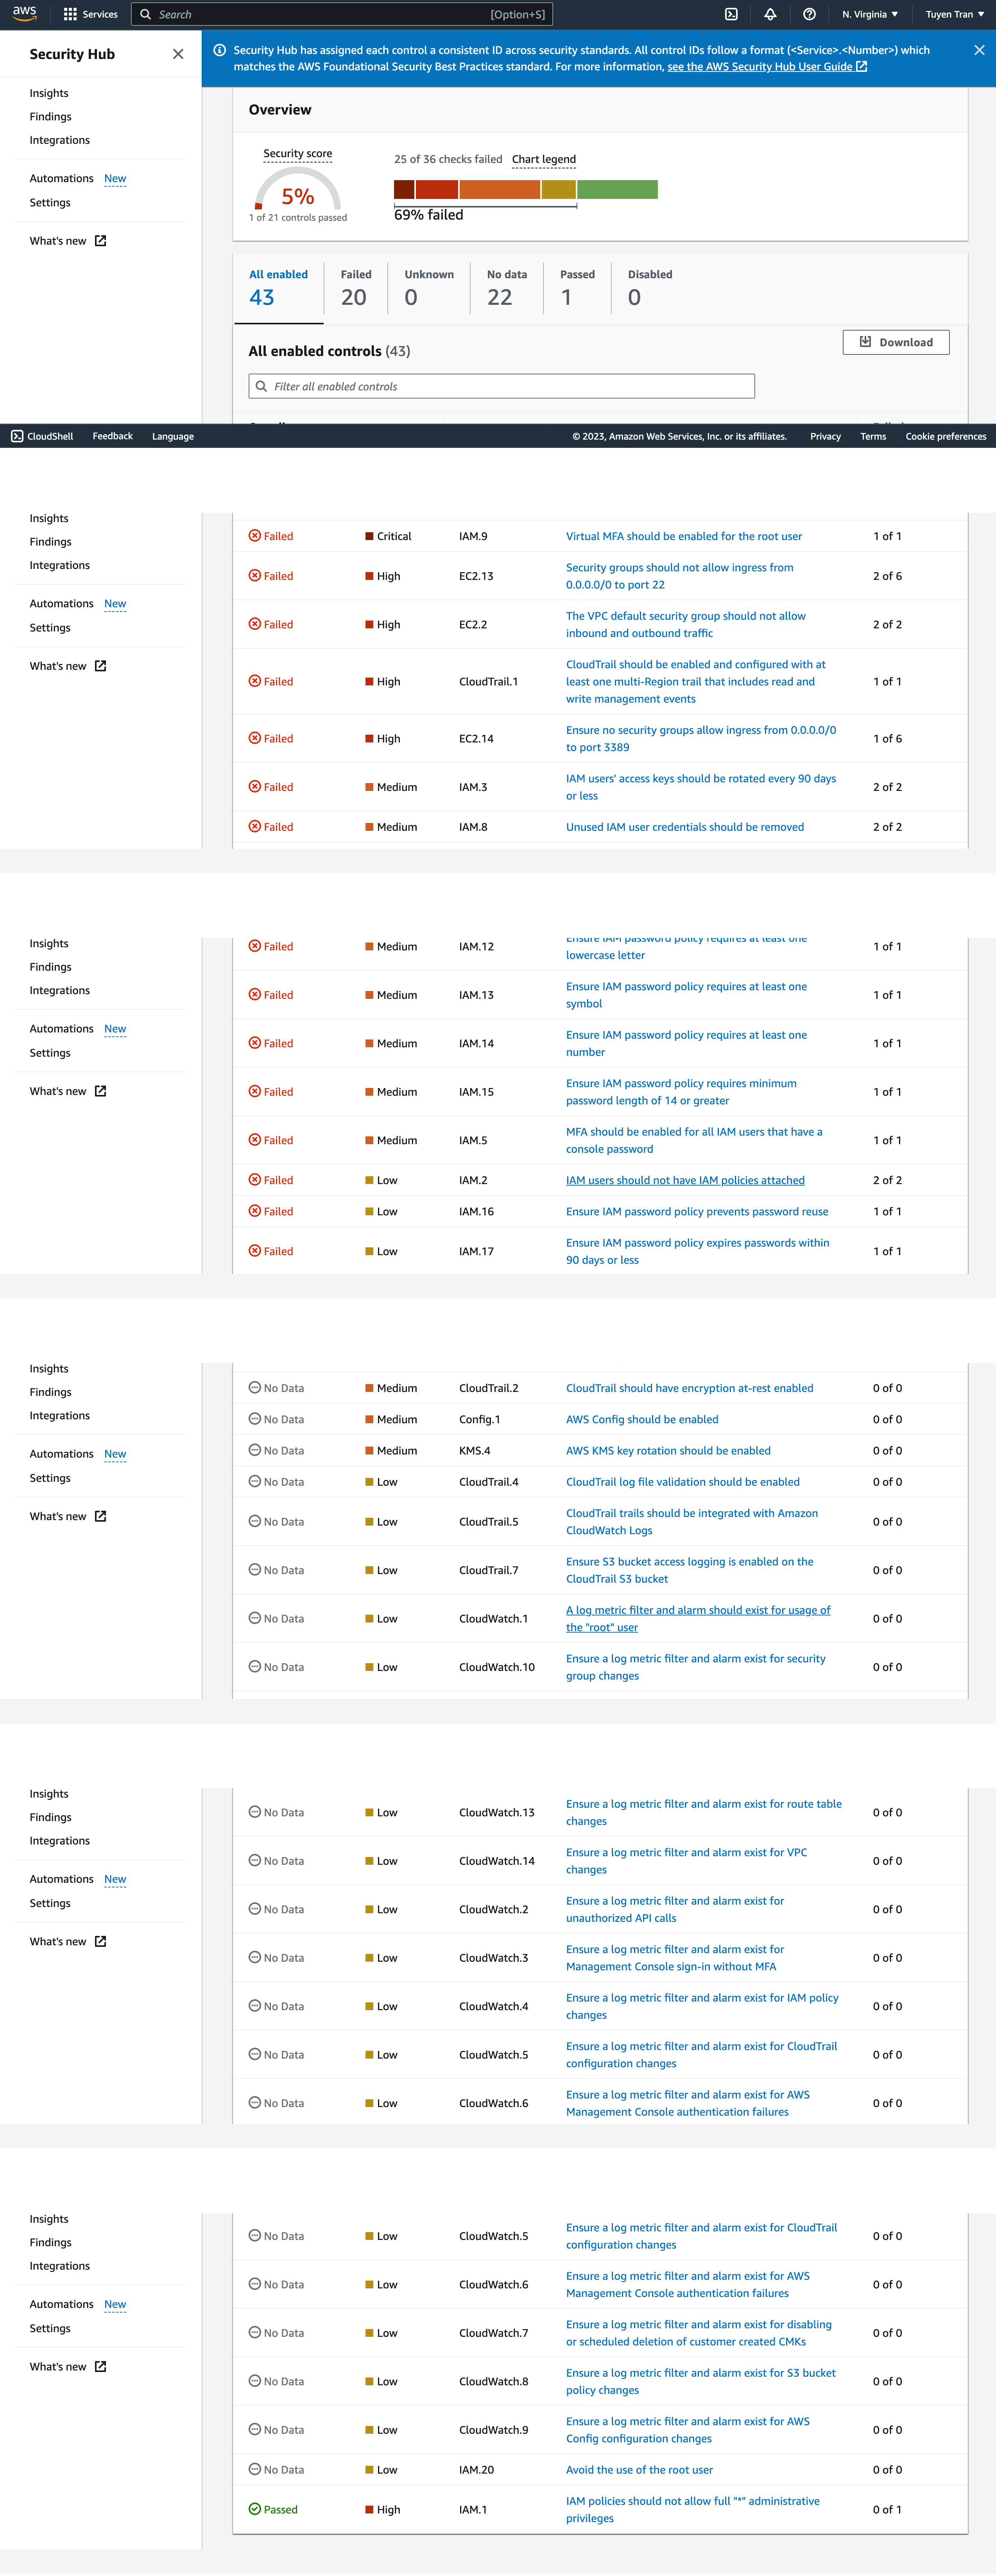 aws
Services
Search
[Option+S]
N. Virginia
Tuyen Tran
Security Hub
Insights
Findings
Integrations
Automations New
Settings
What's new
Security Hub has assigned each control a consistent ID across security standards. All control IDs follow a format (<Service>.<Number>) which
matches the AWS Foundational Security Best Practices standard. For more information, see the AWS Security Hub User Guide
Overview
Security score
5%
1 of 21 controls passed
25 of 36 checks failed Chart legend
69% failed
All enabled
43
Failed
20
Unknown
0
No data
22
Passed
1
Disabled
0
All enabled controls (43)
Download
Filter all enabled controls
CloudShell Feedback Language © 2023, Amazon Web Services, Inc. or its affiliates. Privacy Terms Cookie preferences
Insights
Findings
Integrations
Automations New
Settings
What's new
Failed Critical IAM.9 Virtual MFA should be enabled for the root user 1 of 1
Failed High EC2.13 Security groups should not allow ingress from 2 of 6
0.0.0.0/0 to port 22
Failed High EC2.2 The VPC default security group should not allow 2 of 2
inbound and outbound traffic
Failed High CloudTrail.1 CloudTrail should be enabled and configured with at 1 of 1
least one multi-Region trail that includes read and
write management events
Failed High EC2.14 Ensure no security groups allow ingress from 0.0.0.0/0 1 of 6
to port 3389
Failed Medium IAM.3 IAM users' access keys should be rotated every 90 days 2 of 2
or less
Failed Medium IAM.8 Unused IAM user credentials should be removed 2 of 2
Insights
Findings
Integrations
Automations New
Settings
What's new
Failed Medium IAM.12 Ensure IAM password policy requires at least one 1 of 1
lowercase letter
Failed Medium IAM.13 Ensure IAM password policy requires at least one 1 of 1
symbol
Failed Medium IAM.14 Ensure IAM password policy requires at least one 1 of 1
number
Failed Medium IAM.15 Ensure IAM password policy requires minimum 1 of 1
password length of 14 or greater
Failed Medium IAM.5 MFA should be enabled for all IAM users that have a 1 of 1
console password
Failed Low IAM.2 IAM users should not have IAM policies attached 2 of 2
Failed Low IAM.16 Ensure IAM password policy prevents password reuse 1 of 1
Failed Low IAM.17 Ensure IAM password policy expires passwords within 1 of 1
90 days or less
Insights
Findings
Integrations
Automations New
Settings
What's new
No Data Medium CloudTrail.2 CloudTrail should have encryption at-rest enabled 0 of 0
No Data Medium Config.1 AWS Config should be enabled 0 of 0
No Data Medium KMS.4 AWS KMS key rotation should be enabled 0 of 0
No Data Low CloudTrail.4 CloudTrail log file validation should be enabled 0 of 0
No Data Low CloudTrail.5 CloudTrail trails should be integrated with Amazon 0 of 0
CloudWatch Logs
No Data Low CloudTrail.7 Ensure S3 bucket access logging is enabled on the 0 of 0
CloudTrail S3 bucket
No Data Low CloudWatch.1 A log metric filter and alarm should exist for usage of 0 of 0
the "root" user
No Data Low CloudWatch.10 Ensure a log metric filter and alarm exist for security 0 of 0
group changes
Insights
Findings
Integrations
Automations New
Settings
What's new
No Data Low CloudWatch.13 Ensure a log metric filter and alarm exist for route table 0 of 0
changes
No Data Low CloudWatch.14 Ensure a log metric filter and alarm exist for VPC 0 of 0
changes
No Data Low CloudWatch.2 Ensure a log metric filter and alarm exist for 0 of 0
unauthorized API calls
No Data Low CloudWatch.3 Ensure a log metric filter and alarm exist for 0 of 0
Management Console sign-in without MFA
No Data Low CloudWatch.4 Ensure a log metric filter and alarm exist for IAM policy 0 of 0
changes
No Data Low CloudWatch.5 Ensure a log metric filter and alarm exist for CloudTrail 0 of 0
configuration changes
No Data Low CloudWatch.6 Ensure a log metric filter and alarm exist for AWS 0 of 0
Management Console authentication failures
Insights
Findings
Integrations
Automations New
Settings
What's new
No Data Low CloudWatch.5 Ensure a log metric filter and alarm exist for CloudTrail 0 of 0
configuration changes
No Data Low CloudWatch.6 Ensure a log metric filter and alarm exist for AWS 0 of 0
Management Console authentication failures
No Data Low CloudWatch.7 Ensure a log metric filter and alarm exist for disabling 0 of 0
or scheduled deletion of customer created CMKs
No Data Low CloudWatch.8 Ensure a log metric filter and alarm exist for S3 bucket 0 of 0
policy changes
No Data Low CloudWatch.9 Ensure a log metric filter and alarm exist for AWS 0 of 0
Config configuration changes
No Data Low IAM.20 Avoid the use of the root user 0 of 0
Passed High IAM.1 IAM policies should not allow full "*" administrative 0 of 1
privileges